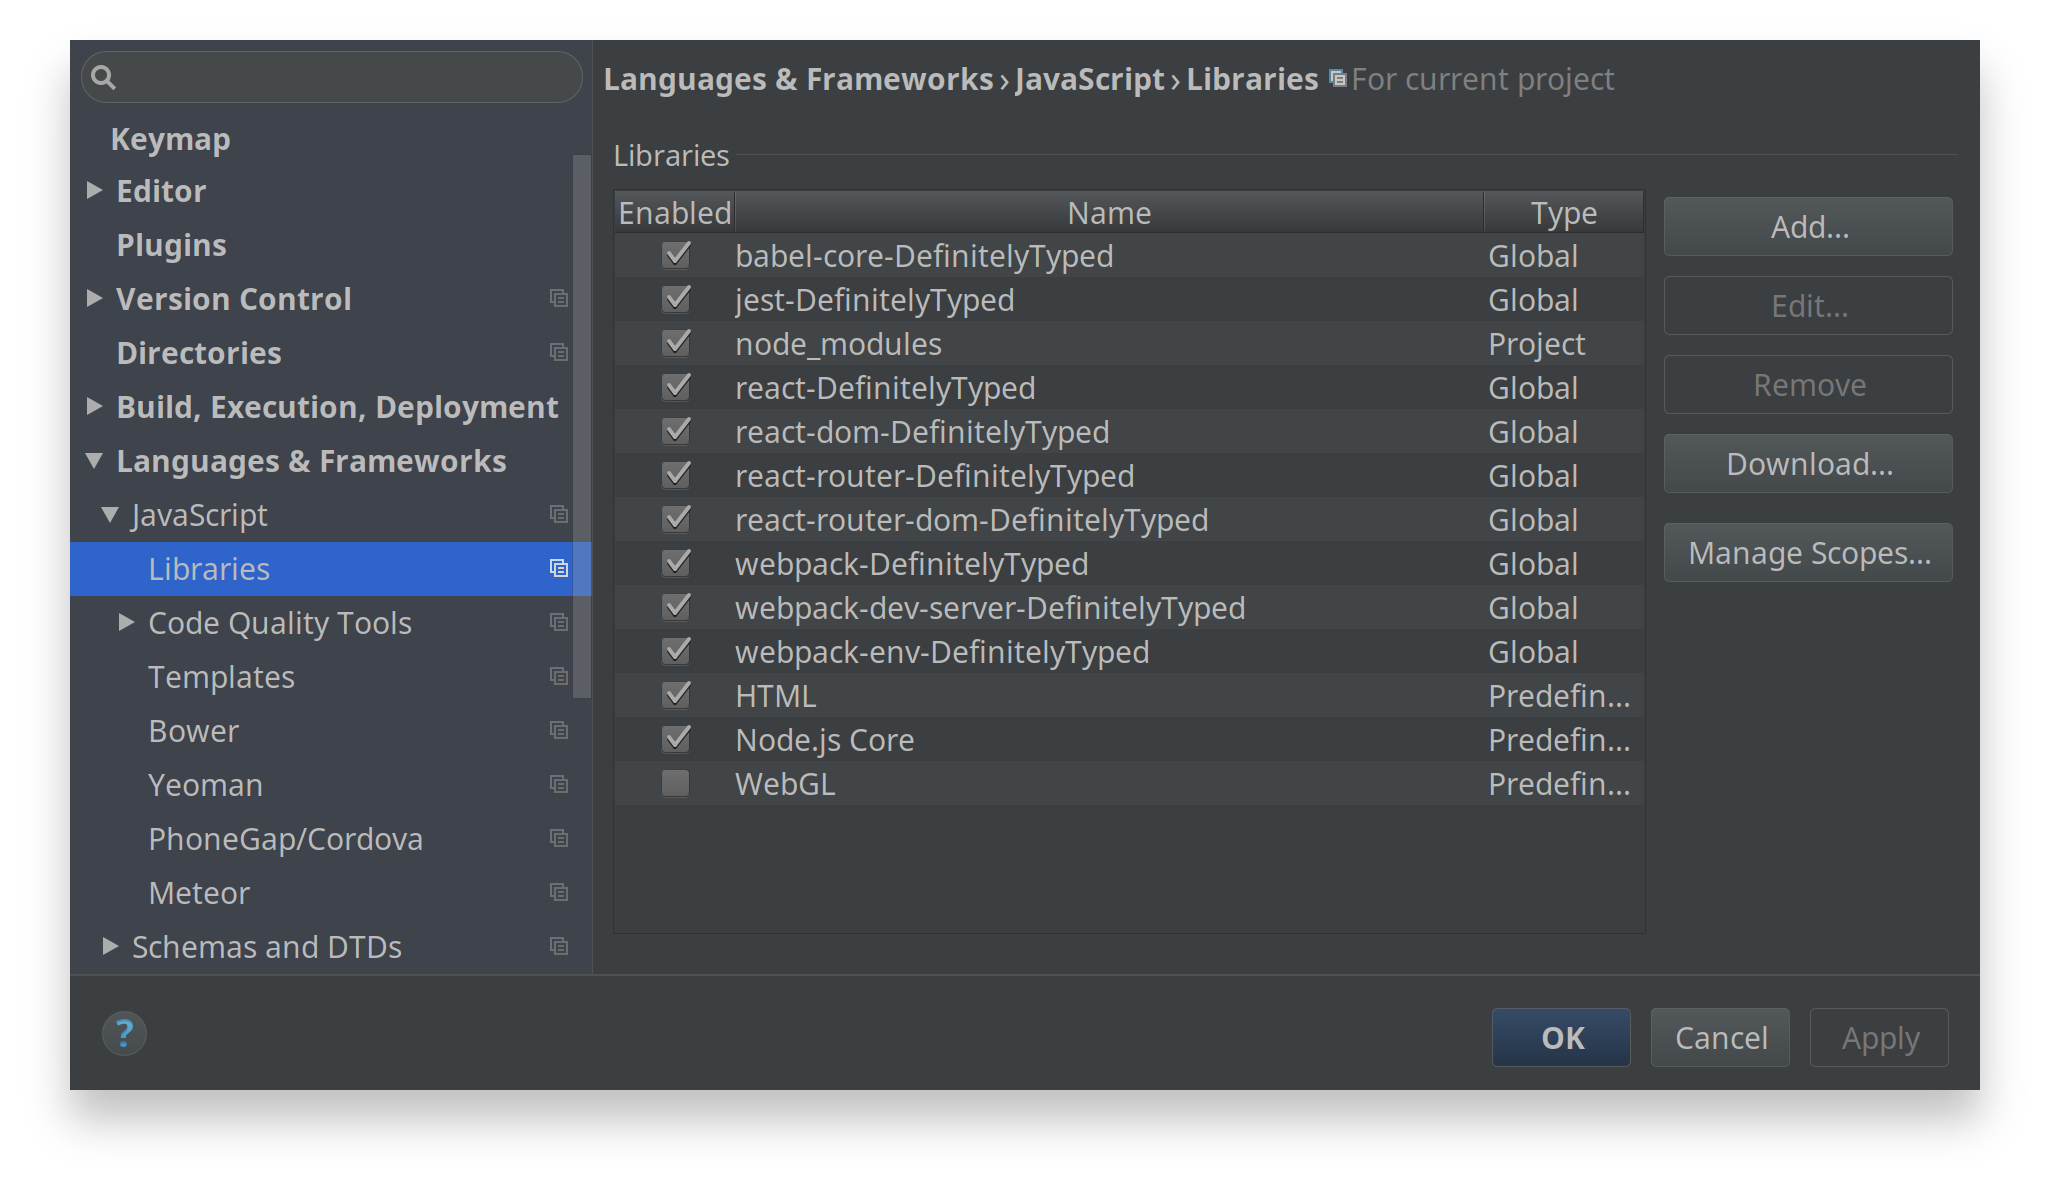 Keymap
Editor
Plugins
Version Control
Directories
Build, Execution, Deployment
Languages & Frameworks
JavaScript
Libraries
Code Quality Tools
Templates
Bower
Yeoman
PhoneGap/Cordova
Meteor
Schemas and DTDs
Languages & Frameworks › JavaScript › Libraries For current project
Libraries
Enabled Name Type
babel-core-DefinitelyTyped Global
jest-DefinitelyTyped Global
node_modules Project
react-DefinitelyTyped Global
react-dom-DefinitelyTyped Global
react-router-DefinitelyTyped Global
react-router-dom-DefinitelyTyped Global
webpack-DefinitelyTyped Global
webpack-dev-server-DefinitelyTyped Global
webpack-env-DefinitelyTyped Global
HTML Predefin...
Node.js Core Predefin...
WebGL Predefin...
Add...
Edit...
Remove
Download...
Manage Scopes...
?
OK Cancel Apply